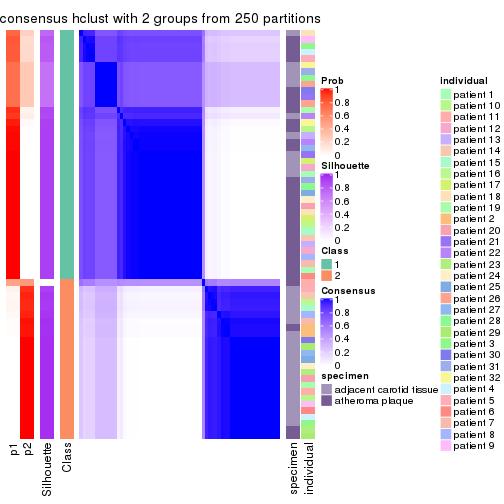 consensus hclust with 2 groups from 250 partitions
Prob
1
0.8
0.6
0.4
0.2
0
Silhouette
1
0.8
0.6
0.4
0.2
0
Class
1
2
Consensus
1
0.8
0.6
0.4
0.2
0
specimen
adjacent carotid tissue
atheroma plaque
individual
patient 1
patient 10
patient 11
patient 12
patient 13
patient 14
patient 15
patient 16
patient 17
patient 18
patient 19
patient 2
patient 20
patient 21
patient 22
patient 23
patient 24
patient 25
patient 26
patient 27
patient 28
patient 29
patient 3
patient 30
patient 31
patient 32
patient 4
patient 5
patient 6
patient 7
patient 8
patient 9
p1
p2
Silhouette
Class
specimen
individual